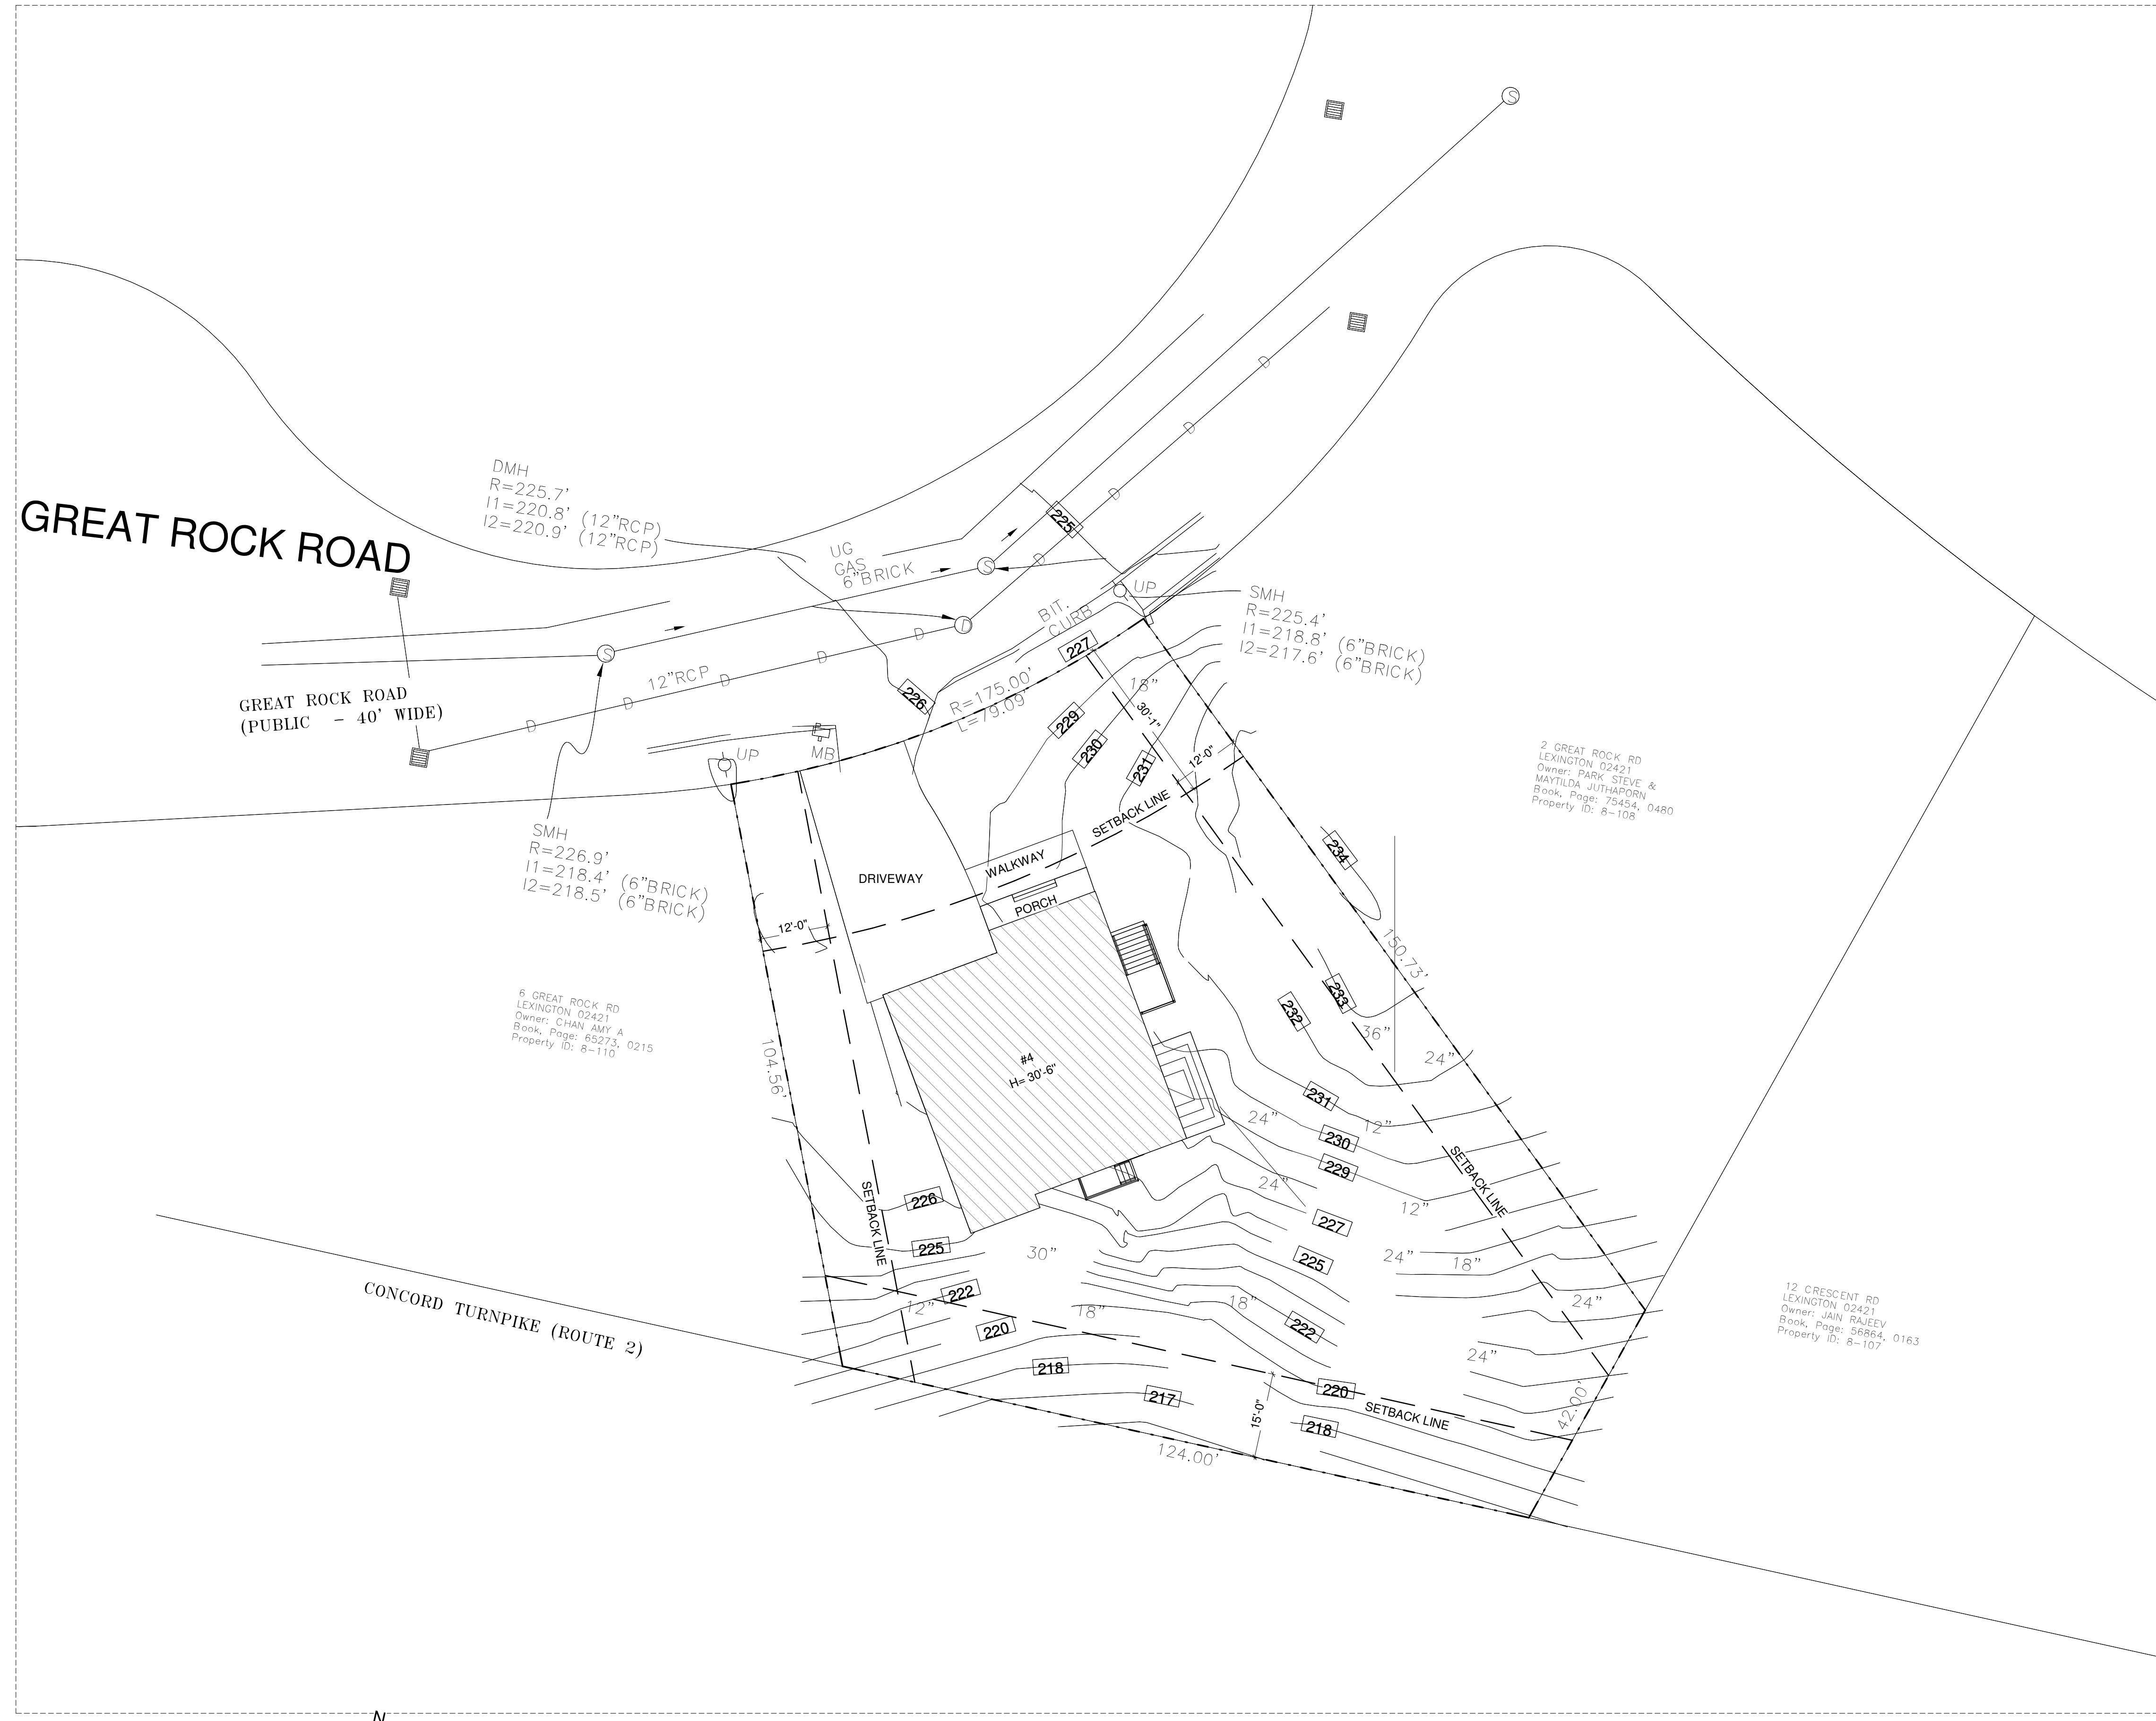 DMH
R=225.7'
I1=220.8' (12"RCP)
I2=220.9' (12"RCP)
GREAT ROCK ROAD
UG
GAS
6"BRICK
225
UP
BIT.
CURB
SMH
R=225.4'
I1=218.8' (6"BRICK)
I2=217.6' (6"BRICK)
S
S
S
D
D
D
D
D
D
D
D
D
D
12"RCP
GREAT ROCK ROAD
(PUBLIC - 40' WIDE)
227
226
R=175.00'
L=79.09'
18"
30'-1"
229
230
231
12'-0"
UP
MB
SETBACK LINE
2 GREAT ROCK RD
LEXINGTON 02421
Owner: PARK STEVE &
MAYTILDA JUTHAPORN
Book, Page: 75454, 0480
Property ID: 8-108
SMH
R=226.9'
I1=218.4' (6"BRICK)
I2=218.5' (6"BRICK)
DRIVEWAY
WALKWAY
PORCH
234
12'-0"
150.73'
6 GREAT ROCK RD
LEXINGTON 02421
Owner: CHAN AMY A
Book, Page: 65273, 0215
Property ID: 8-110
233
232
36"
24"
104.56'
#4
H= 30'-6"
231
24"
12"
230
229
SETBACK LINE
24"
12"
226
227
SETBACK LINE
225
225
30"
24"
18"
222
12"
18"
18"
24"
220
222
CONCORD TURNPIKE (ROUTE 2)
12 CRESCENT RD
LEXINGTON 02421
Owner: JAIN RAJEEV
Book, Page: 56864, 0163
Property ID: 8-107
218
24"
217
220
15'-0"
SETBACK LINE
218
42.00'
124.00'
N